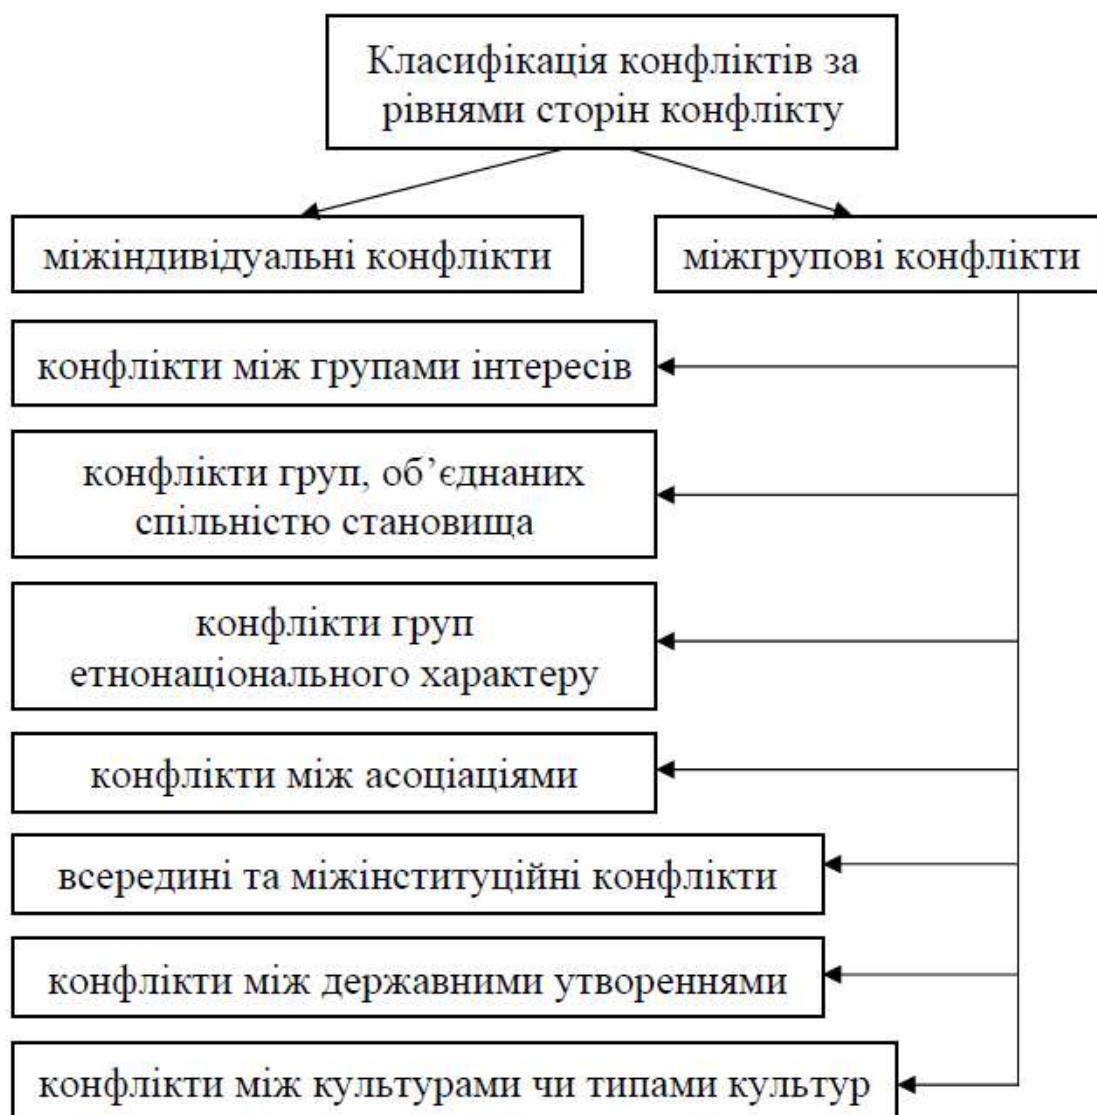 Класифікація конфліктів за
рівнями сторін конфлікту
міжіндивідуальні конфлікти
міжгрупові конфлікти
конфлікти між групами інтересів
конфлікти груп, об’єднаних
спільністю становища
конфлікти груп
етнонаціонального характеру
конфлікти між асоціаціями
всередині та міжінституційні конфлікти
конфлікти між державними утвореннями
конфлікти між культурами чи типами культур